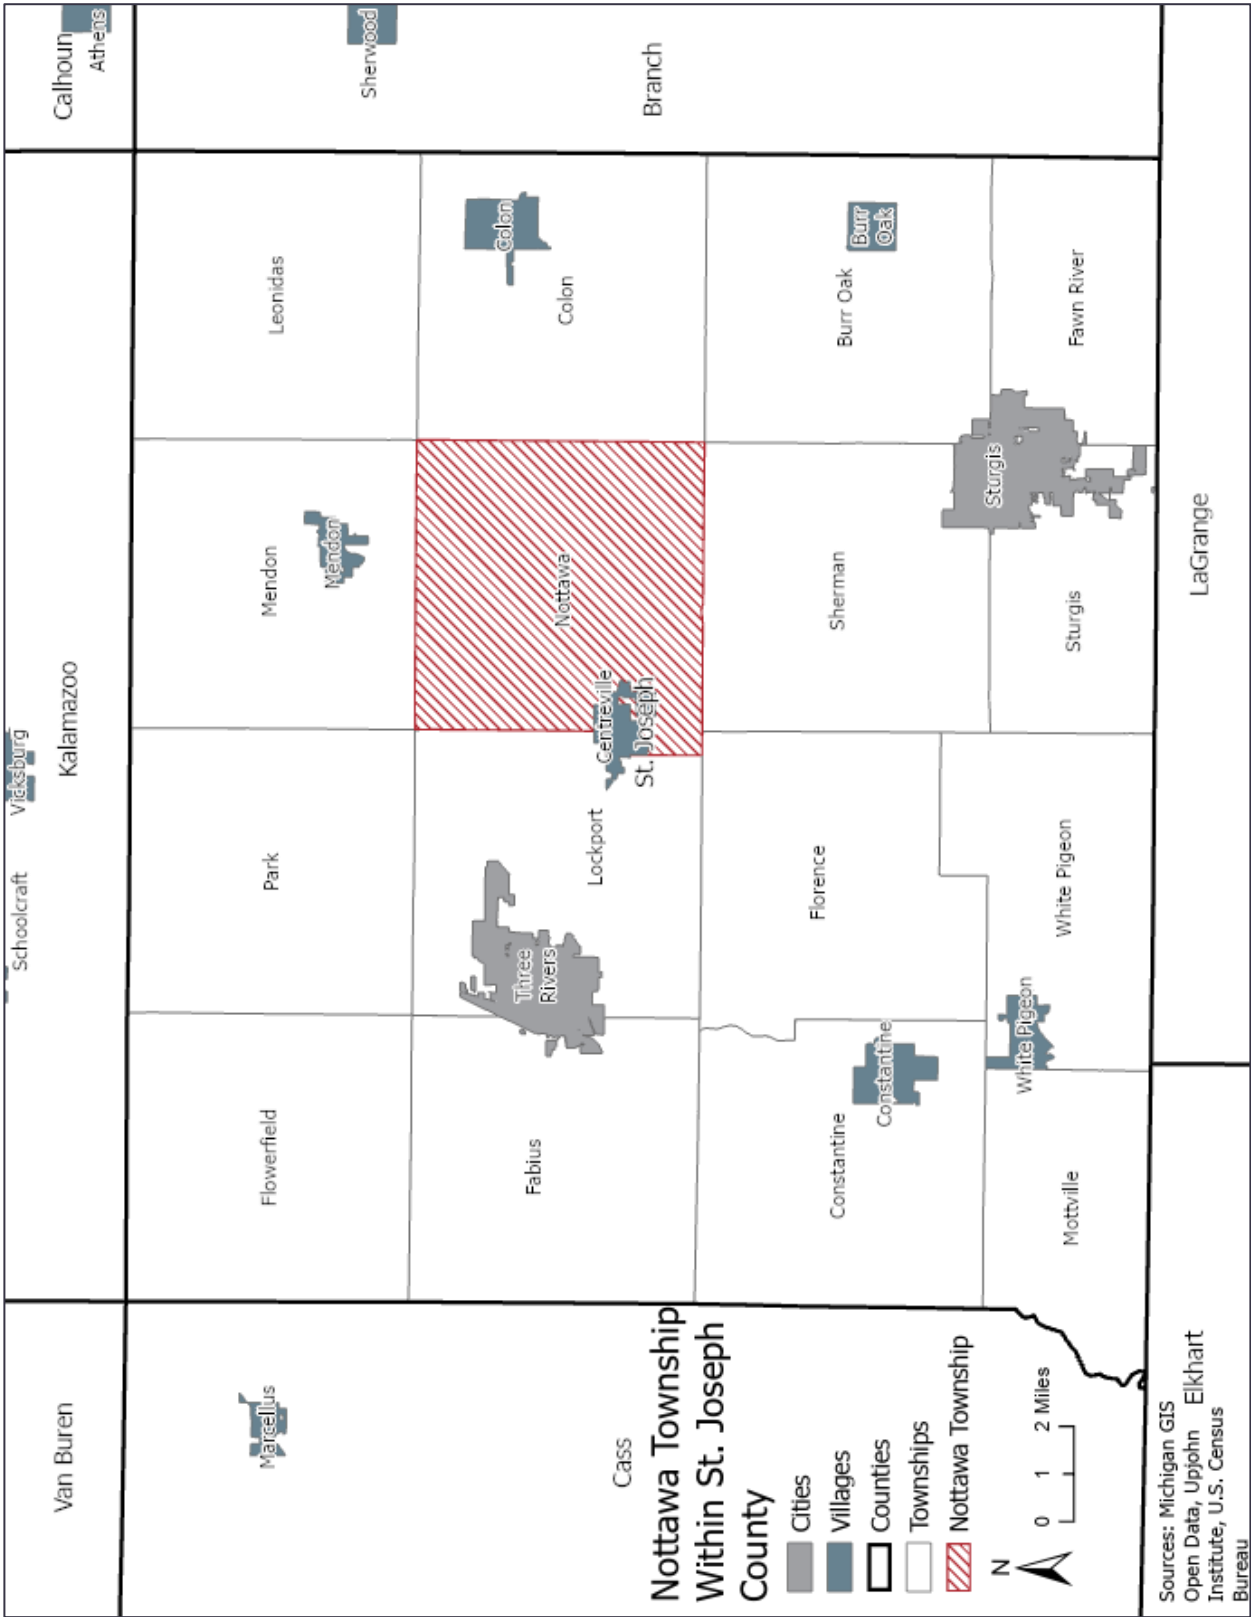 Van Buren
Kalamazoo
Calhoun
Schoolcraft
Vicksburg
Athens
Marcellus
Flowerfield
Park
Mendon
Mendon
Leonidas
Sherwood
Cass
Fabius
Three
Rivers
Lockport
Centreville
St. Joseph
Nottawa
Colon
Colon
Branch
Constantine
Constantine
Florence
Sherman
Burr Oak
Burr
Oak
Mottville
White Pigeon
White Pigeon
Sturgis
Sturgis
Fawn River
Elkhart
LaGrange
Nottawa Township
Within St. Joseph
County
Cities
Villages
Counties
Townships
Nottawa Township
N
0 1 2 Miles
Sources: Michigan GIS
Open Data, Upjohn
Institute, U.S. Census
Bureau